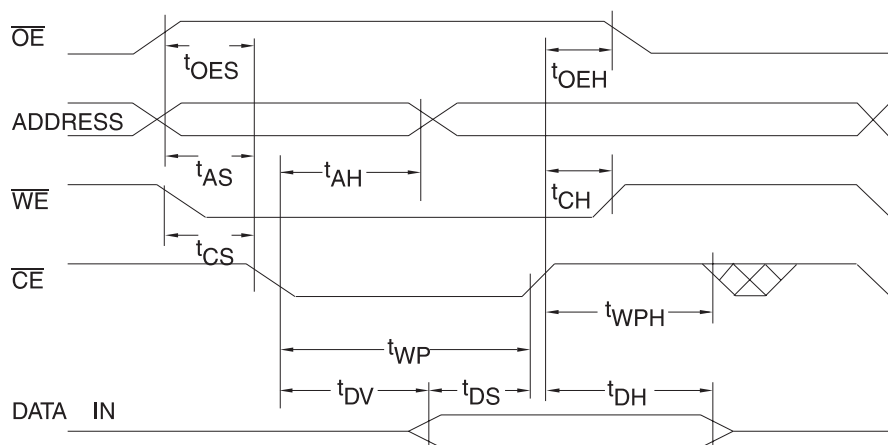 OE
tOES
tOEH
ADDRESS
tAS
tAH
WE
tCH
tCS
CE
tWPH
tWP
tDV
tDS
tDH
DATA IN